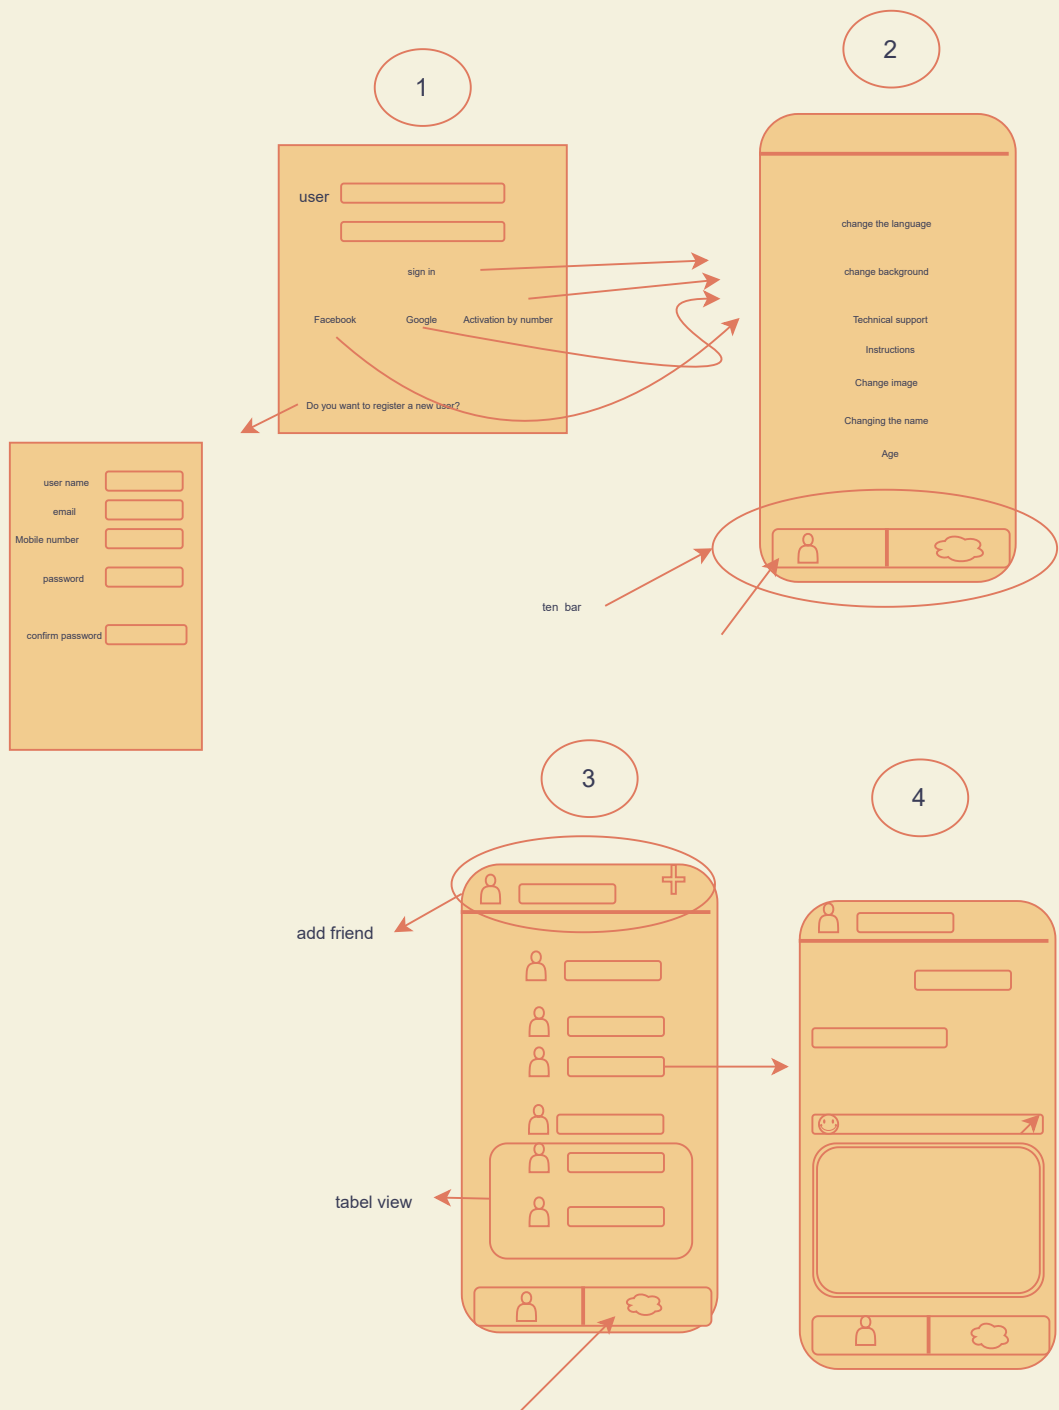 1
2
user
sign in
Facebook
Google
Activation by number
Do you want to register a new user?
change the language
change background
Technical support
Instructions
Change image
Changing the name
Age
user name
email
Mobile number
password
confirm password
ten bar
3
4
add friend
tabel view